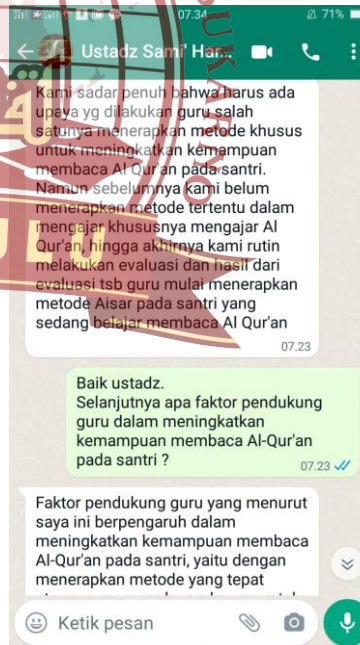 07.34
71%
Ustadz Sami' Har...
Kami sadar penuh bahwa harus ada
upaya yg dilakukan guru salah
satunya menerapkan metode khusus
untuk meningkatkan kemampuan
membaca Al Qur'an pada santri.
Namun sebelumnya kami belum
menerapkan metode tertentu dalam
mengajar khususnya mengajar Al
Qur'an, hingga akhirnya kami rutin
melakukan evaluasi dan hasil dari
evaluasi tsb guru mulai menerapkan
metode Aisar pada santri yang
sedang belajar membaca Al Qur'an
07.23
Baik ustadz.
Selanjutnya apa faktor pendukung
guru dalam meningkatkan
kemampuan membaca Al-Qur'an
pada santri ?
07.23
Faktor pendukung guru yang menurut
saya ini berpengaruh dalam
meningkatkan kemampuan membaca
Al-Qur'an pada santri, yaitu dengan
menerapkan metode yang tepat
Ketik pesan
UKARNO